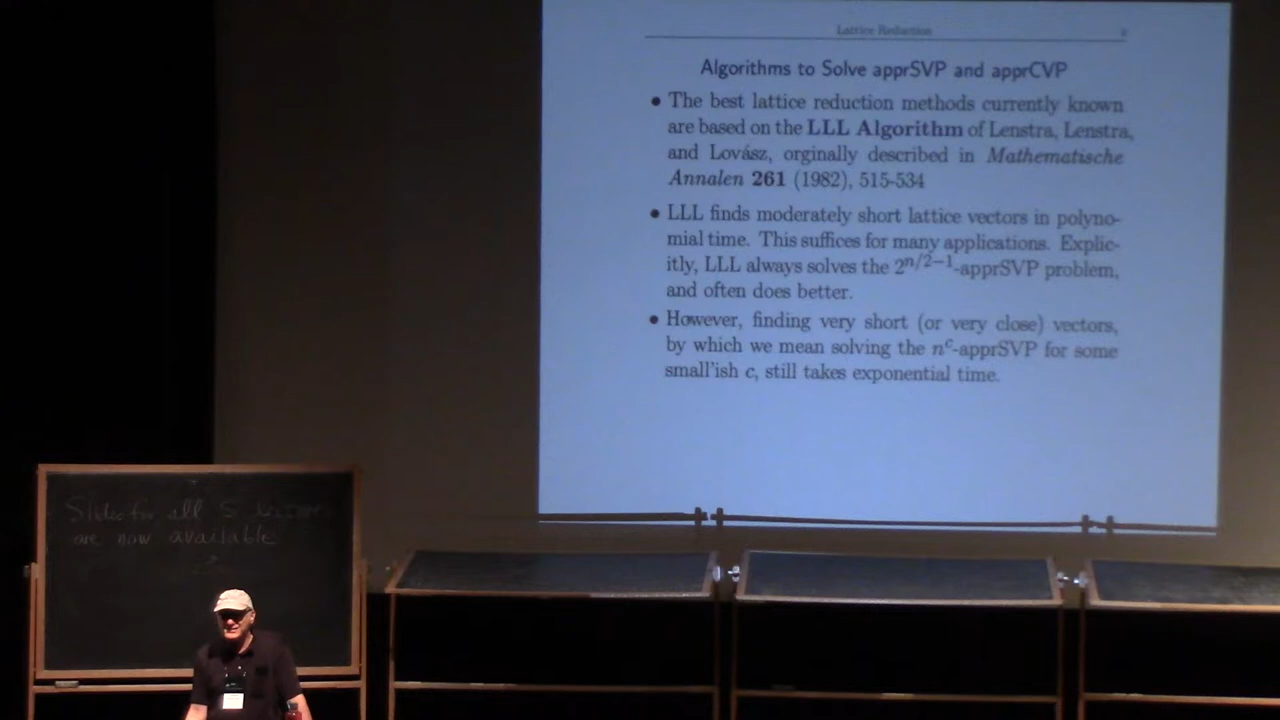 Lattice Reduction
Algorithms to Solve apprSVP and apprCVP
• The best lattice reduction methods currently known
are based on the LLL Algorithm of Lenstra, Lenstra,
and Lovász, orginally described in Mathematische
Annalen 261 (1982), 515-534
• LLL finds moderately short lattice vectors in polyno-
mial time. This suffices for many applications. Explic-
itly, LLL always solves the 2^{n/2−1}-apprSVP problem,
and often does better.
• However, finding very short (or very close) vectors,
by which we mean solving the n^c-apprSVP for some
small'ish c, still takes exponential time.
Slides for all 5 lectures
are now available